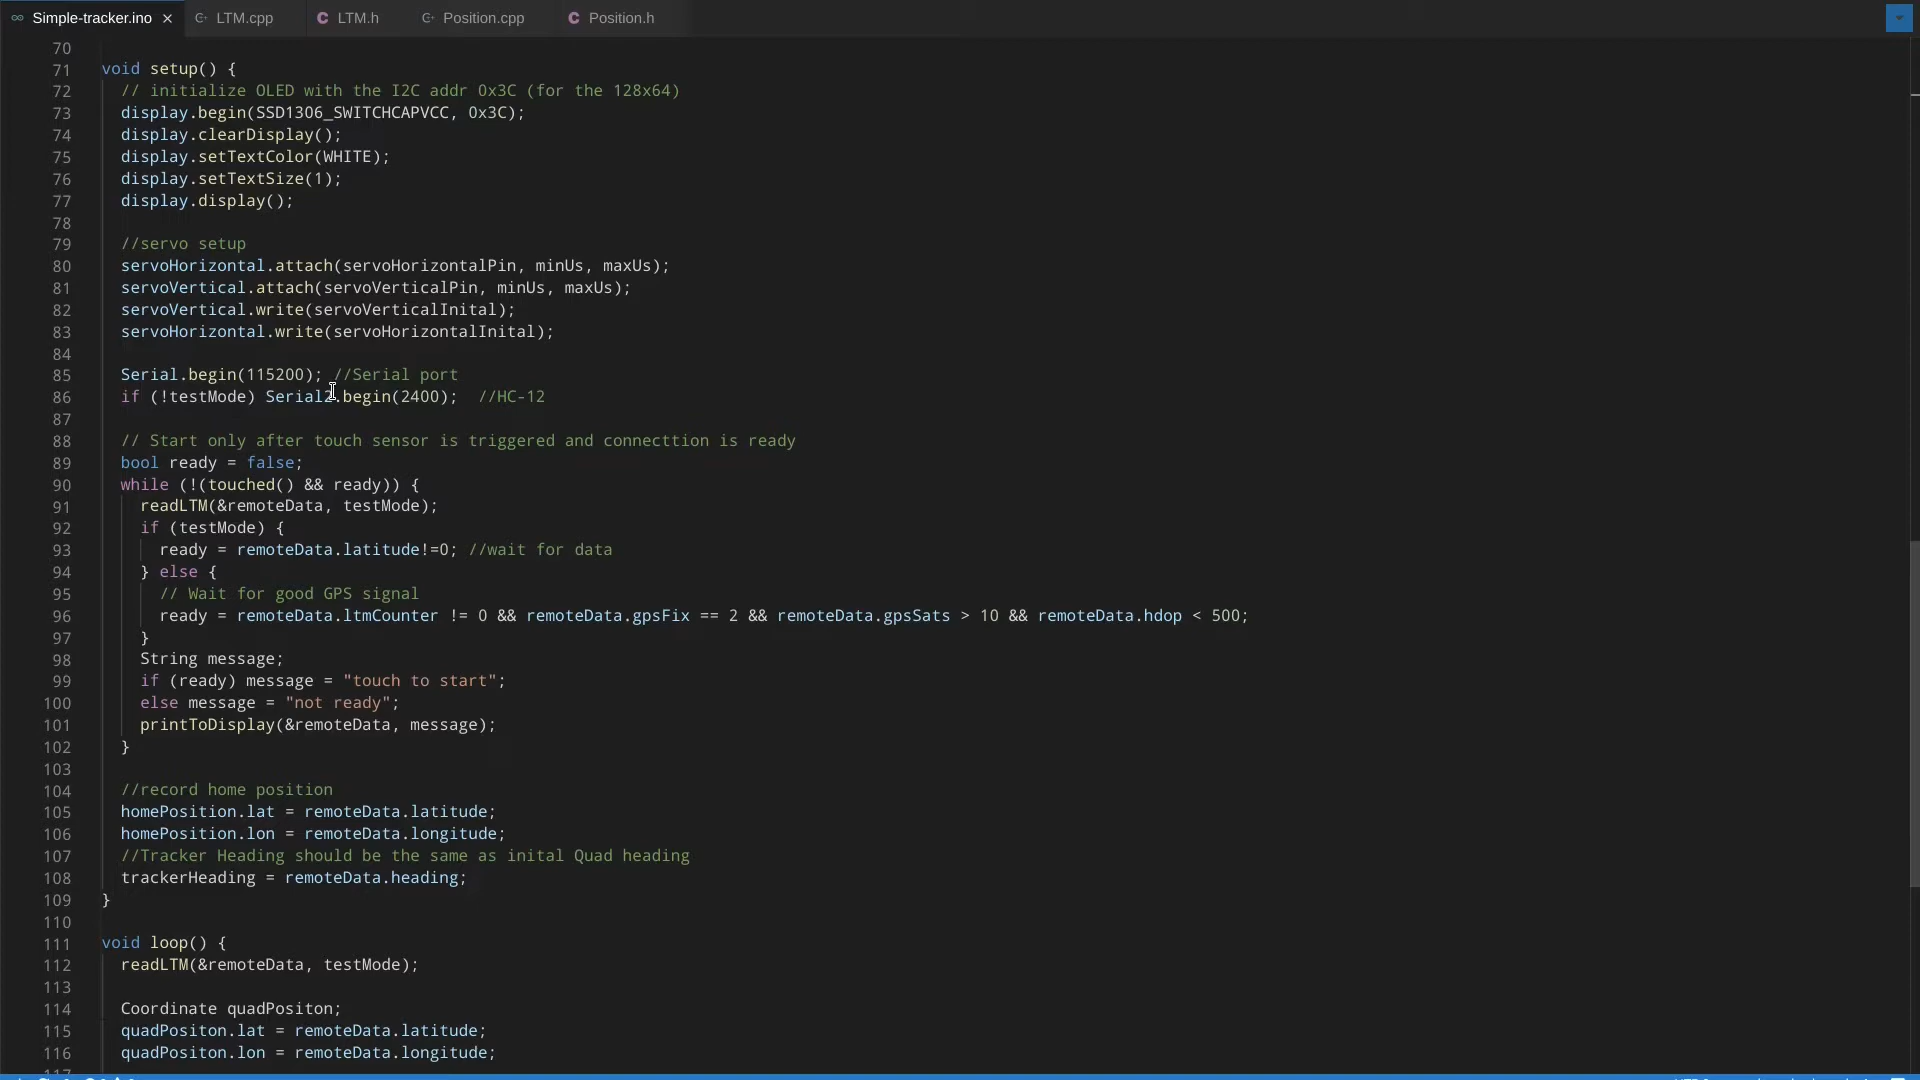 Simple-tracker.ino LTM.cpp LTM.h Position.cpp Position.h
70
71 void setup() {
72 // initialize OLED with the I2C addr 0x3C (for the 128x64)
73 display.begin(SSD1306_SWITCHCAPVCC, 0x3C);
74 display.clearDisplay();
75 display.setTextColor(WHITE);
76 display.setTextSize(1);
77 display.display();
78
79 //servo setup
80 servoHorizontal.attach(servoHorizontalPin, minUs, maxUs);
81 servoVertical.attach(servoVerticalPin, minUs, maxUs);
82 servoVertical.write(servoVerticalInital);
83 servoHorizontal.write(servoHorizontalInital);
84
85 Serial.begin(115200); //Serial port
86 if (!testMode) Serial2.begin(2400); //HC-12
87
88 // Start only after touch sensor is triggered and connecttion is ready
89 bool ready = false;
90 while (!(touched() && ready)) {
91 readLTM(&remoteData, testMode);
92 if (testMode) {
93 ready = remoteData.latitude!=0; //wait for data
94 } else {
95 // Wait for good GPS signal
96 ready = remoteData.ltmCounter != 0 && remoteData.gpsFix == 2 && remoteData.gpsSats > 10 && remoteData.hdop < 500;
97 }
98 String message;
99 if (ready) message = "touch to start";
100 else message = "not ready";
101 printToDisplay(&remoteData, message);
102 }
103
104 //record home position
105 homePosition.lat = remoteData.latitude;
106 homePosition.lon = remoteData.longitude;
107 //Tracker Heading should be the same as inital Quad heading
108 trackerHeading = remoteData.heading;
109 }
110
111 void loop() {
112 readLTM(&remoteData, testMode);
113
114 Coordinate quadPositon;
115 quadPositon.lat = remoteData.latitude;
116 quadPositon.lon = remoteData.longitude;